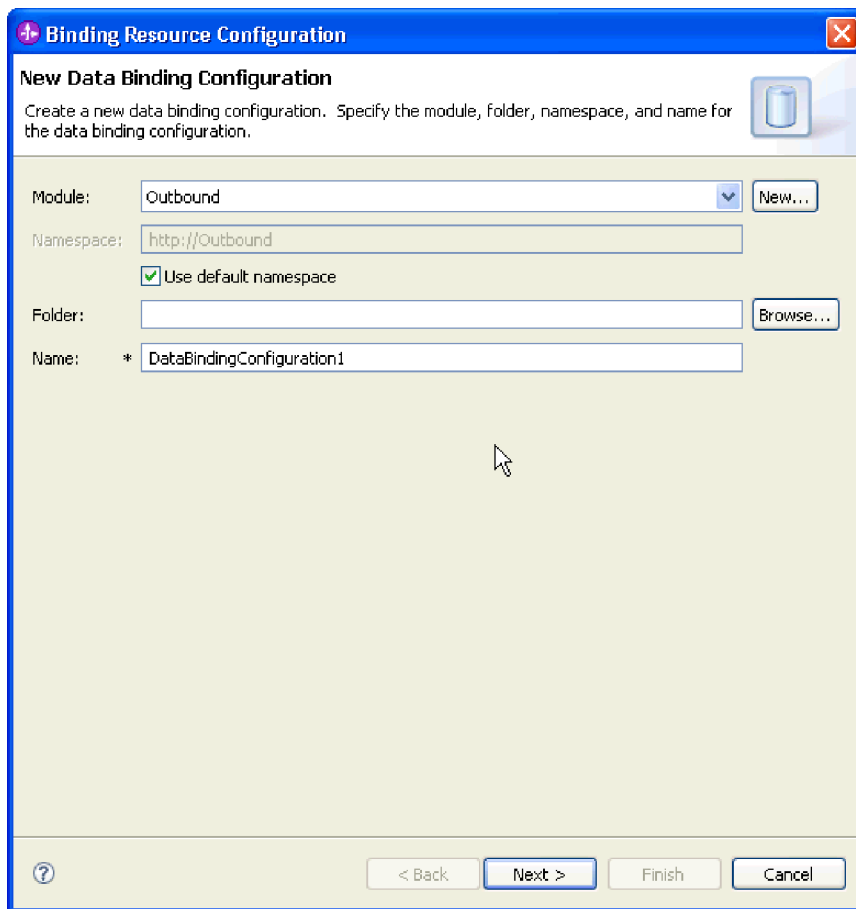 Binding Resource Configuration
New Data Binding Configuration
Create a new data binding configuration. Specify the module, folder, namespace, and name for
the data binding configuration.
Module: Outbound New...
Namespace: http://Outbound
Use default namespace
Folder: Browse...
Name: * DataBindingConfiguration1
? < Back Next > Finish Cancel